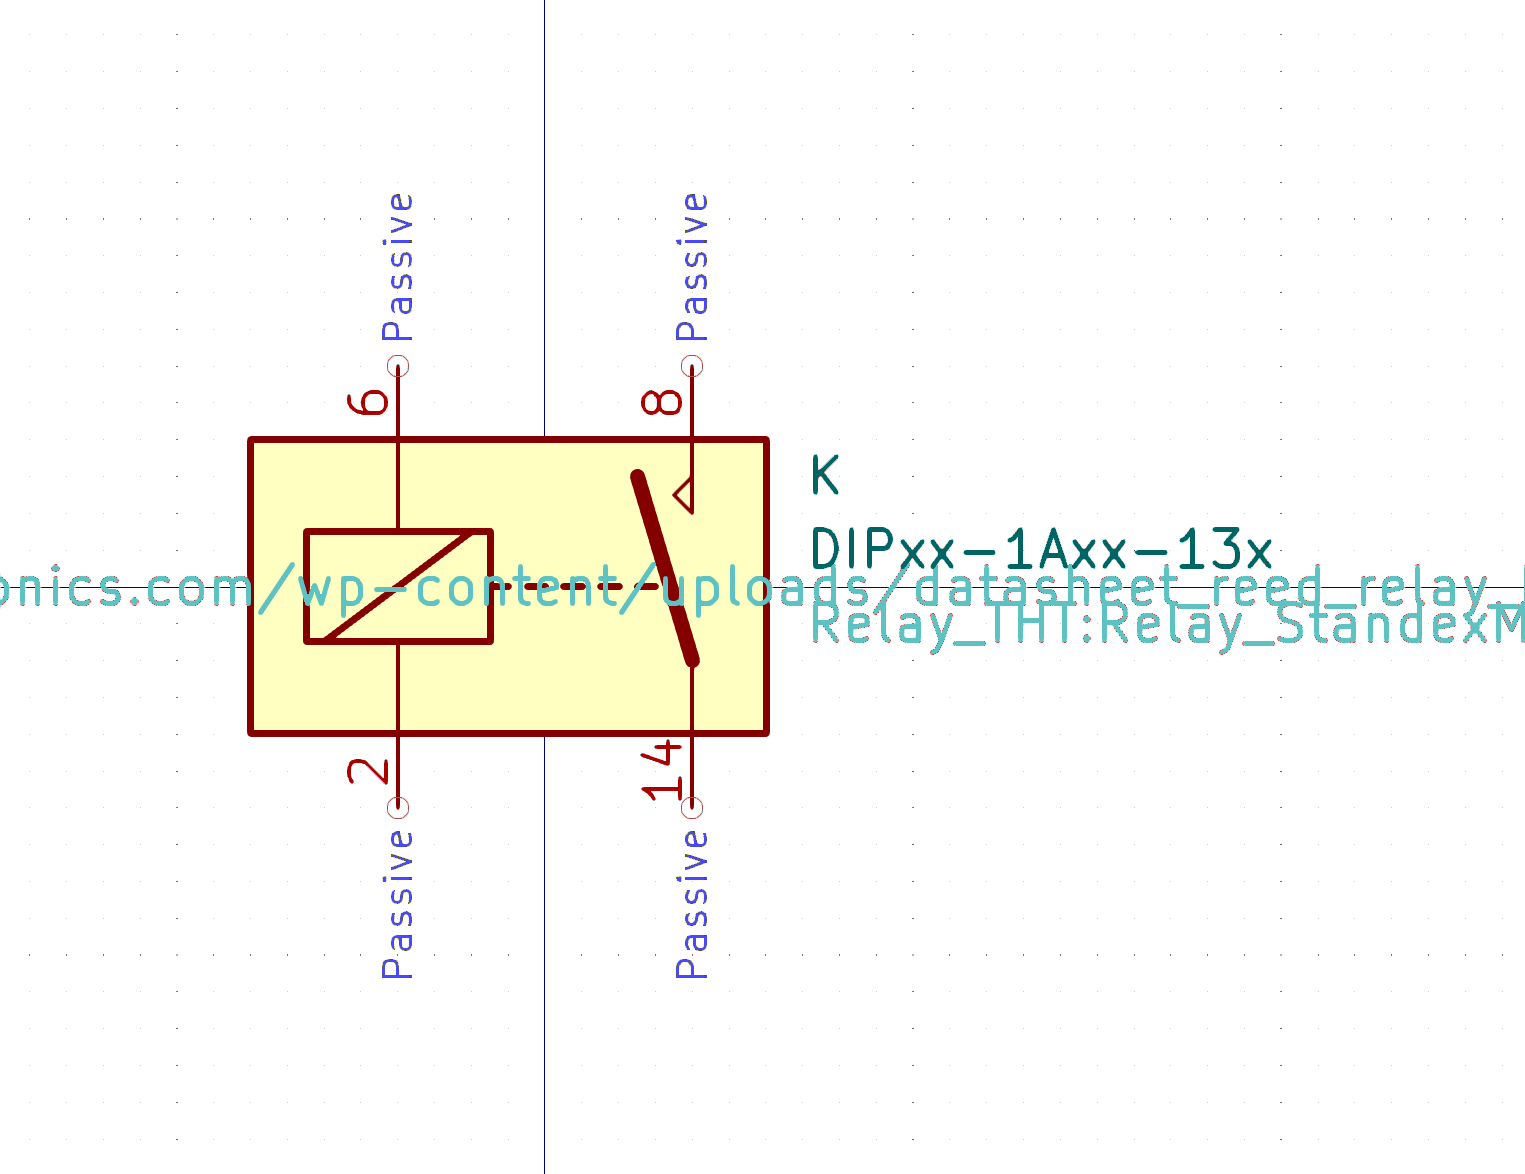 Passive
Passive
6
8
K
DIPxx-1Axx-13x
onics.com/wp-content/uploads/datasheet_reed_relay_
Relay_THT:Relay_StandexM
2
14
Passive
Passive